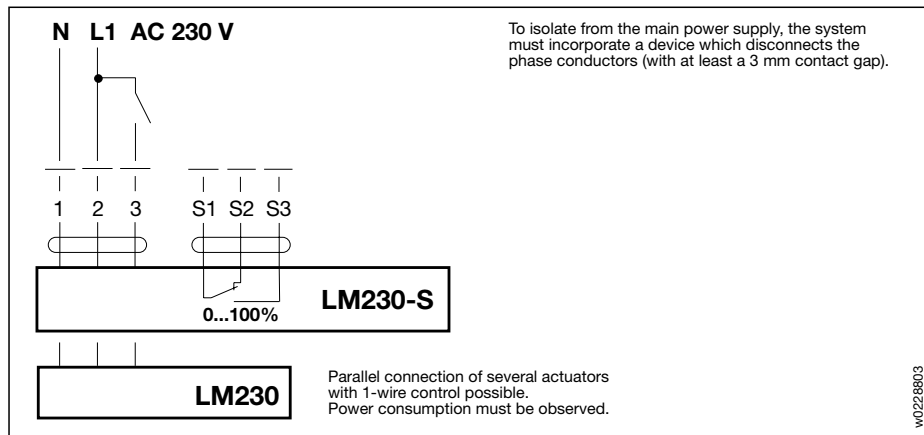 N L1 AC 230 V
To isolate from the main power supply, the system
must incorporate a device which disconnects the
phase conductors (with at least a 3 mm contact gap).
1 2 3 S1 S2 S3
LM230-S
0...100%
LM230
Parallel connection of several actuators
with 1-wire control possible.
Power consumption must be observed.
w0228803